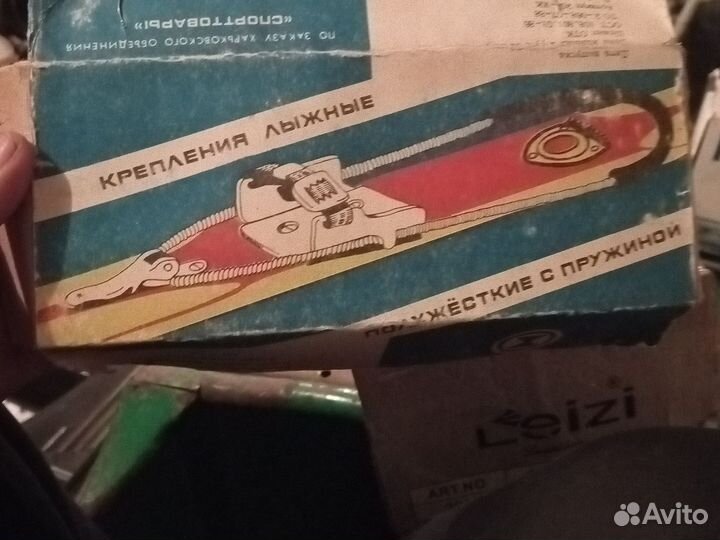 ПО ЗАКАЗУ ХАРЬКОВСКОГО ОБЪЕДИНЕНИЯ
«СПОРТТОВАРЫ»
КРЕПЛЕНИЯ ЛЫЖНЫЕ
ПОЛУЖЁСТКИЕ С ПРУЖИНОЙ
Leizi
®
ART.NO
Avito